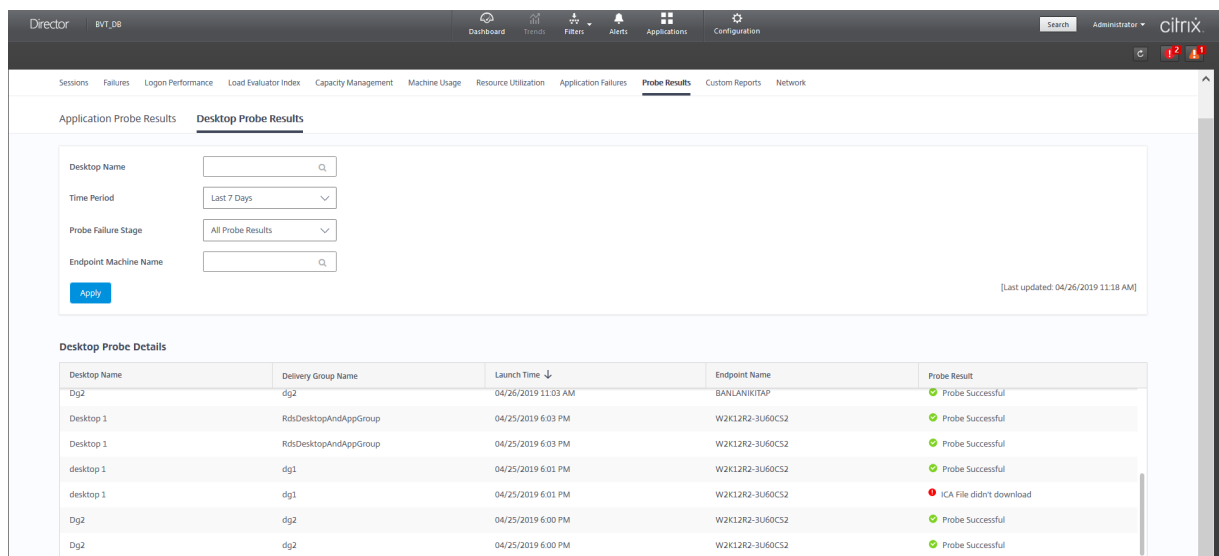 Director BVT_DB Dashboard Trends Filters Alerts Applications Configuration Search Administrator citrix
2 1
Sessions Failures Logon Performance Load Evaluator Index Capacity Management Machine Usage Resource Utilization Application Failures Probe Results Custom Reports Network
Application Probe Results Desktop Probe Results
Desktop Name
Time Period Last 7 Days
Probe Failure Stage All Probe Results
Endpoint Machine Name
Apply [Last updated: 04/26/2019 11:18 AM]
Desktop Probe Details
Desktop Name Delivery Group Name Launch Time Endpoint Name Probe Result
Dg2 dg2 04/26/2019 11:03 AM BANLANIKITAP Probe Successful
Desktop 1 RdsDesktopAndAppGroup 04/25/2019 6:03 PM W2K12R2-3U60CS2 Probe Successful
Desktop 1 RdsDesktopAndAppGroup 04/25/2019 6:03 PM W2K12R2-3U60CS2 Probe Successful
desktop 1 dg1 04/25/2019 6:01 PM W2K12R2-3U60CS2 Probe Successful
desktop 1 dg1 04/25/2019 6:01 PM W2K12R2-3U60CS2 ICA File didn't download
Dg2 dg2 04/25/2019 6:00 PM W2K12R2-3U60CS2 Probe Successful
Dg2 dg2 04/25/2019 6:00 PM W2K12R2-3U60CS2 Probe Successful